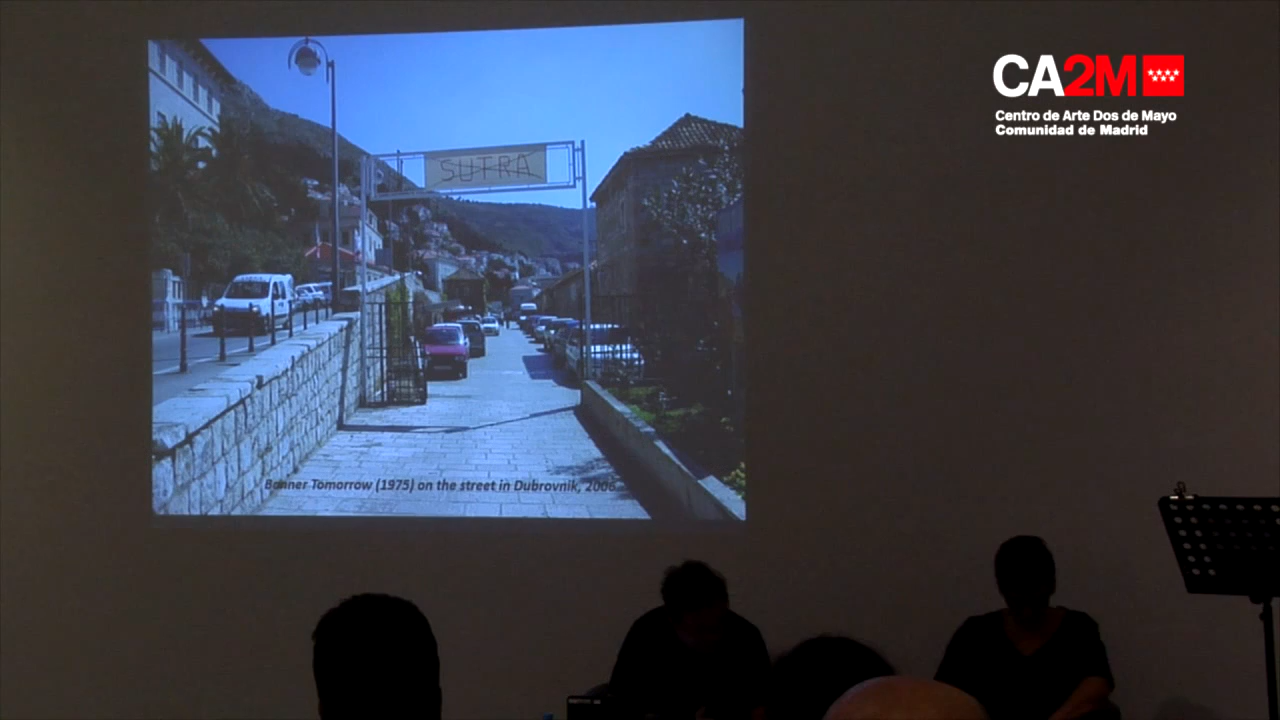 CA2M
Centro de Arte Dos de Mayo
Comunidad de Madrid
SUTRA
Banner Tomorrow (1975) on the street in Dubrovnik, 2006